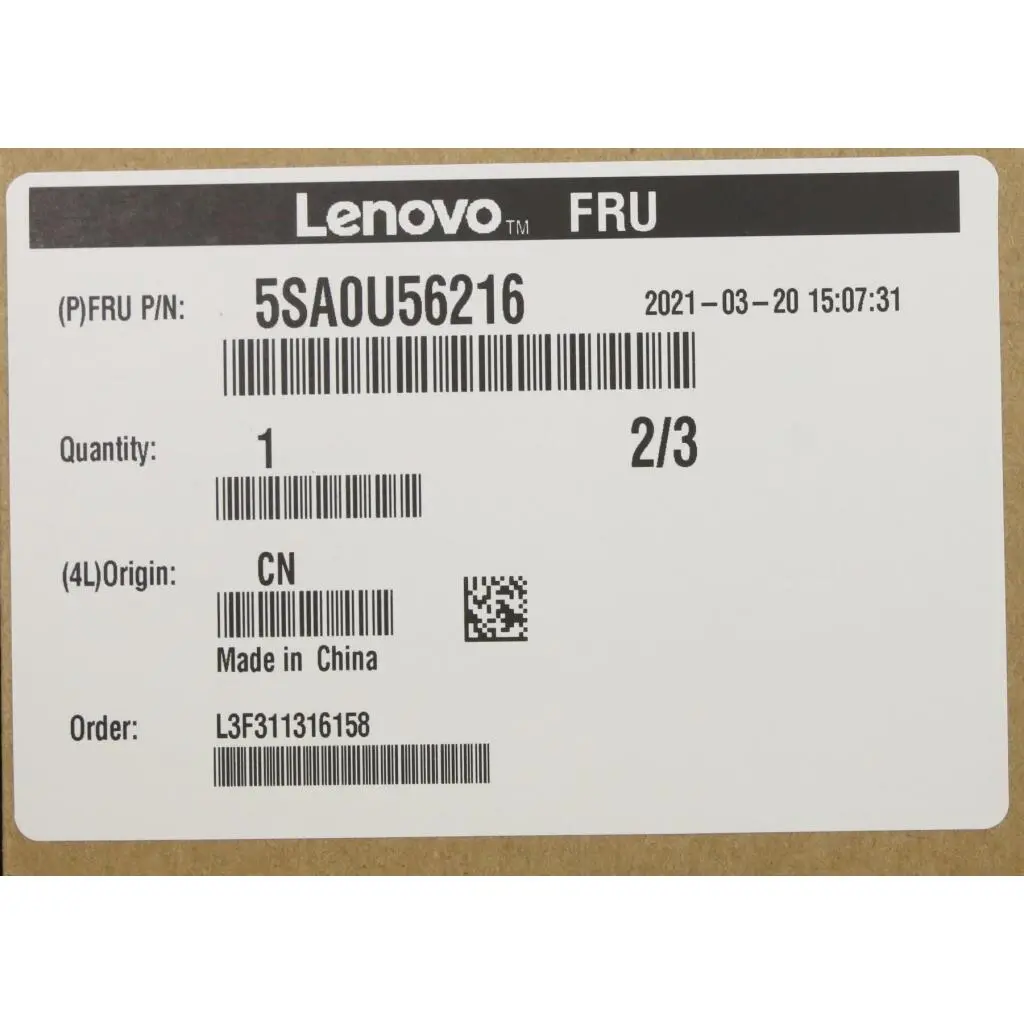 Lenovo™ FRU
(P)FRU P/N: 5SA0U56216 2021-03-20 15:07:31
Quantity: 1 2/3
(4L)Origin: CN
Made in China
Order: L3F311316158